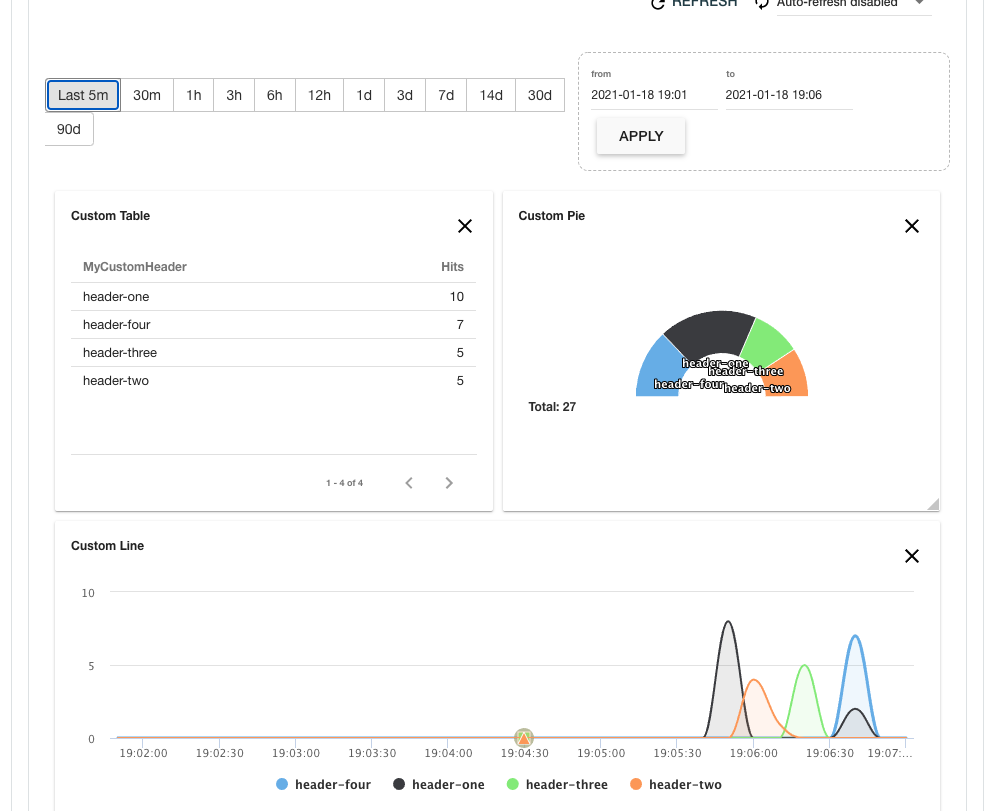 REFRESH Auto-refresh disabled
from to
Last 5m 30m 1h 3h 6h 12h 1d 3d 7d 14d 30d
2021-01-18 19:01 2021-01-18 19:06
90d
APPLY
Custom Table
Custom Pie
MyCustomHeader Hits
header-one 10
header-four 7
header-three 5
header-two 5
header-one
header-three
header-four
header-two
Total: 27
1 - 4 of 4
Custom Line
10
5
0
19:02:00 19:02:30 19:03:00 19:03:30 19:04:00 19:04:30 19:05:00 19:05:30 19:06:00 19:06:30 19:07:...
header-four header-one header-three header-two